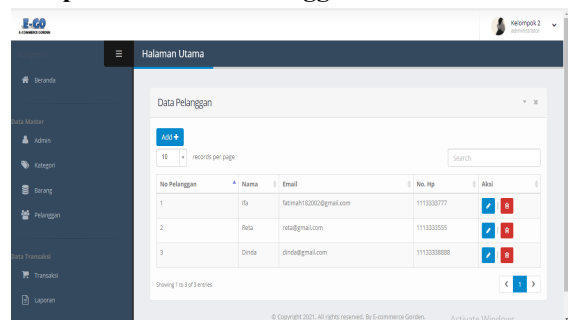 E-GO
E-COMMERCE GORDEN
Kelompok 2
administrator
Halaman Utama
Beranda
Data Master
Admin
Kategori
Barang
Pelanggan
Data Transaksi
Transaksi
Laporan
Data Pelanggan
Add +
10 records per page
Search
No Pelanggan Nama Email No. Hp Aksi
1 Ifa fatimah182002@gmail.com 1113333777
2 Reta reta@gmail.com 1113333555
3 Dinda dinda@gmail.com 11133338888
Showing 1 to 3 of 3 entries
1
© Copyright 2021. All rights reserved. By E-commerce Gorden.
Activate Windows